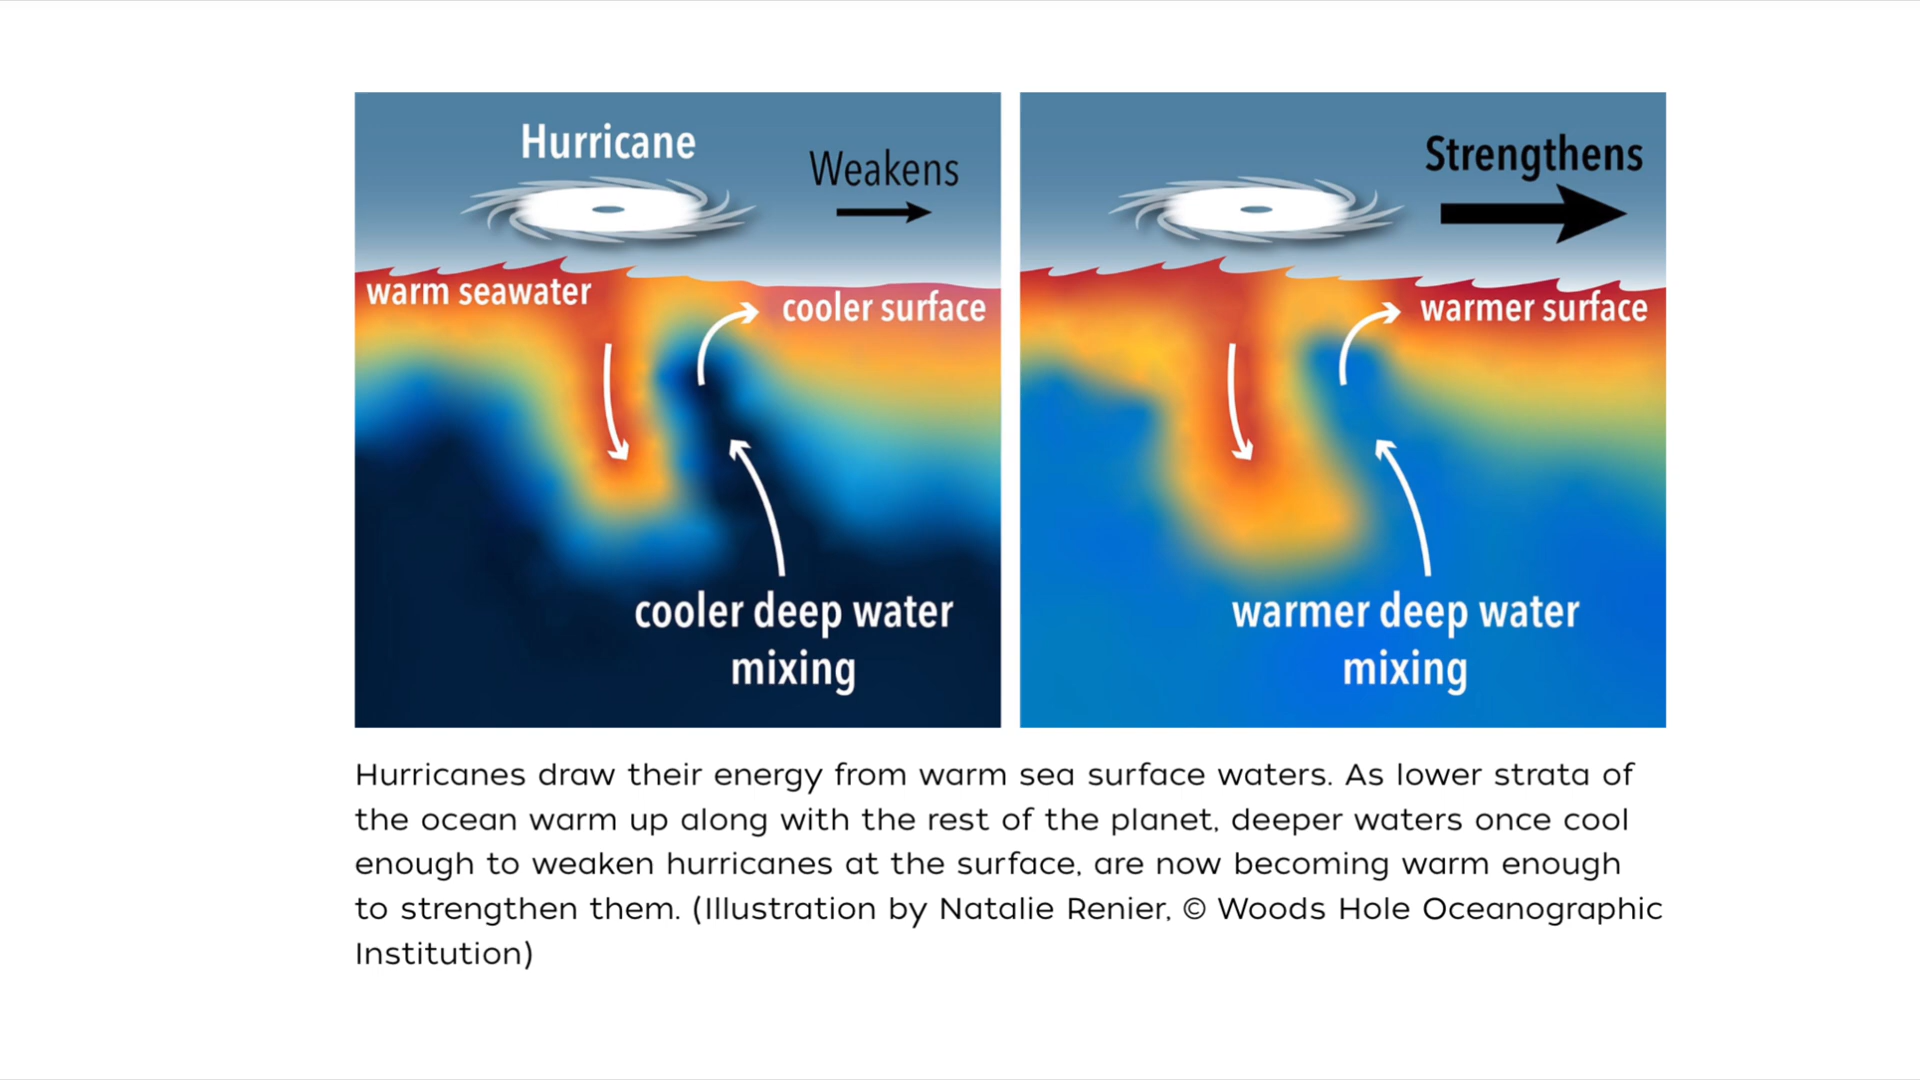 Hurricane
Weakens
warm seawater
cooler surface
cooler deep water
mixing
Strengthens
warmer surface
warmer deep water
mixing
Hurricanes draw their energy from warm sea surface waters. As lower strata of
the ocean warm up along with the rest of the planet, deeper waters once cool
enough to weaken hurricanes at the surface, are now becoming warm enough
to strengthen them. (Illustration by Natalie Renier, © Woods Hole Oceanographic
Institution)